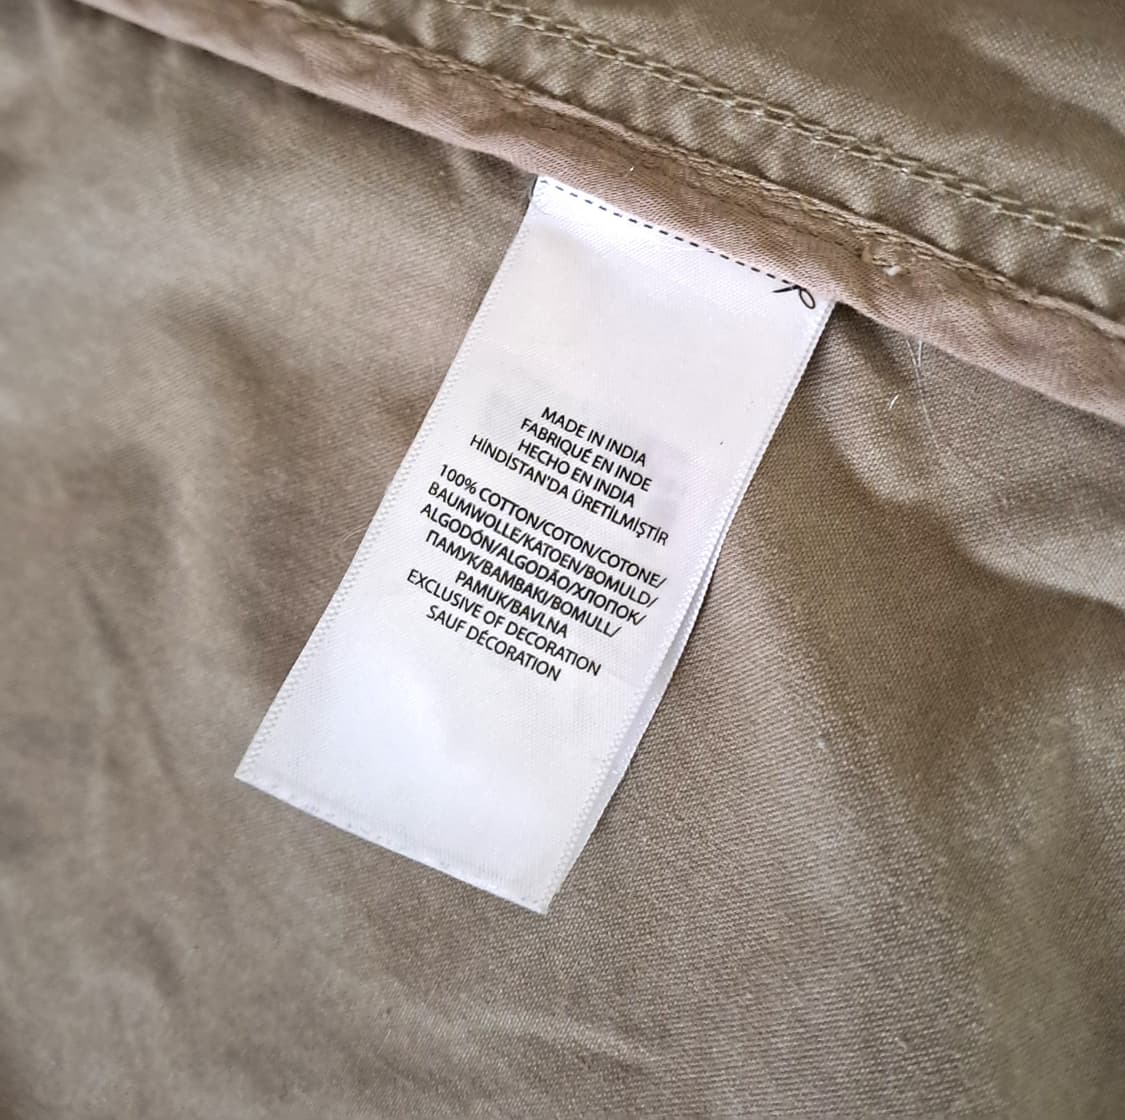 MADE IN INDIA
FABRIQUÉ EN INDE
HECHO EN INDIA
HİNDİSTAN'DA ÜRETİLMİŞTİR
100% COTTON/COTON/COTONE/
BAUMWOLLE/KATOEN/BOMULD/
ALGODÓN/ALGODÃO/ХЛОПОК/
ПАМУК/BAMBAKI/BOMULL/
PAMUK/BAVLNA
EXCLUSIVE OF DECORATION
SAUF DÉCORATION